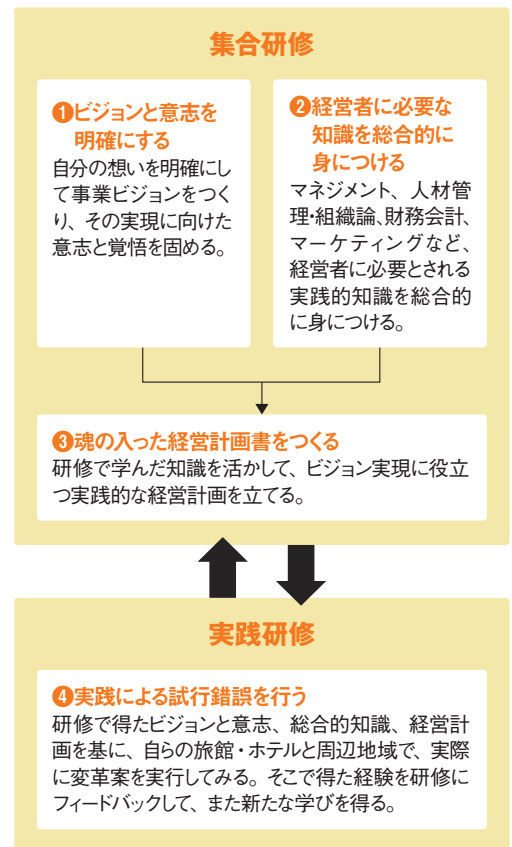 集合研修
❶ビジョンと意志を
明確にする
自分の想いを明確にし
て事業ビジョンをつく
り、その実現に向けた
意志と覚悟を固める。
❷経営者に必要な
知識を総合的に
身につける
マネジメント、人材管
理・組織論、財務会計、
マーケティングなど、
経営者に必要とされる
実践的知識を総合的
に身につける。
❸魂の入った経営計画書をつくる
研修で学んだ知識を活かして、ビジョン実現に役立
つ実践的な経営計画を立てる。
実践研修
❹実践による試行錯誤を行う
研修で得たビジョンと意志、総合的知識、経営計
画を基に、自らの旅館・ホテルと周辺地域で、実際
に変革案を実行してみる。そこで得た経験を研修に
フィードバックして、また新たな学びを得る。